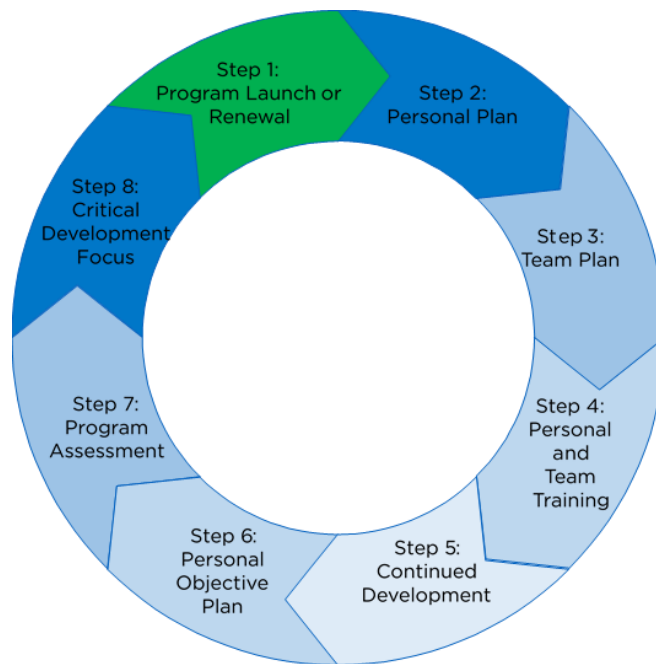 Step 1:
Program Launch or
Renewal
Step 2:
Personal Plan
Step 3:
Team Plan
Step 4:
Personal
and
Team
Training
Step 5:
Continued
Development
Step 6:
Personal
Objective
Plan
Step 7:
Program
Assessment
Step 8:
Critical
Development
Focus